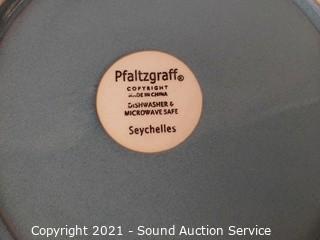 Pfaltzgraff®
COPYRIGHT
MADE IN CHINA
DISHWASHER &
MICROWAVE SAFE
Seychelles
Copyright 2021 - Sound Auction Service